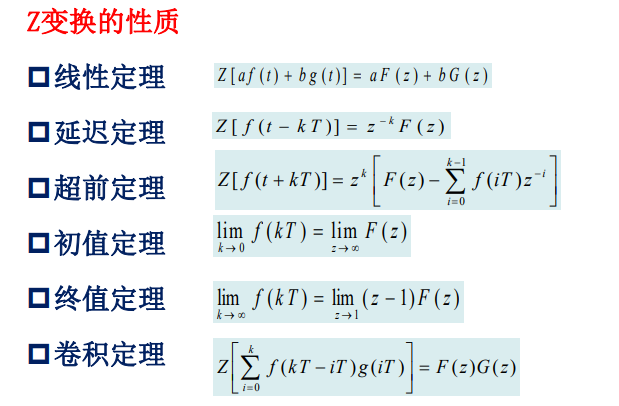 Z变换的性质
线性定理 Z[af(t)+bg(t)]=aF(z)+bG(z)
延迟定理 Z[f(t−kT)]=z^{-k}F(z)
超前定理 Z[f(t+kT)]=z^{k}[F(z)−∑_{i=0}^{k−1}f(iT)z^{-i}]
初值定理 lim_{k→0} f(kT)=lim_{z→∞} F(z)
终值定理 lim_{k→∞} f(kT)=lim_{z→1} (z−1)F(z)
卷积定理 Z[∑_{i=0}^{k} f(kT−iT)g(iT)]=F(z)G(z)